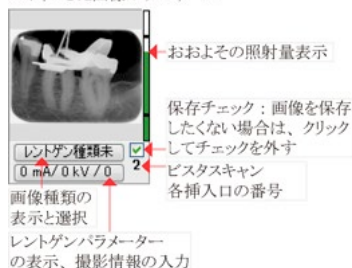 おおよその照射量表示
保存チェック：画像を保存
したくない場合は、クリック
してチェックを外す
レントゲン種類未
0 mA/ 0 kV / 0
2
ビスタスキャン
各挿入口の番号
画像種類の
表示と選択
レントゲンパラメーター
の表示、撮影情報の入力